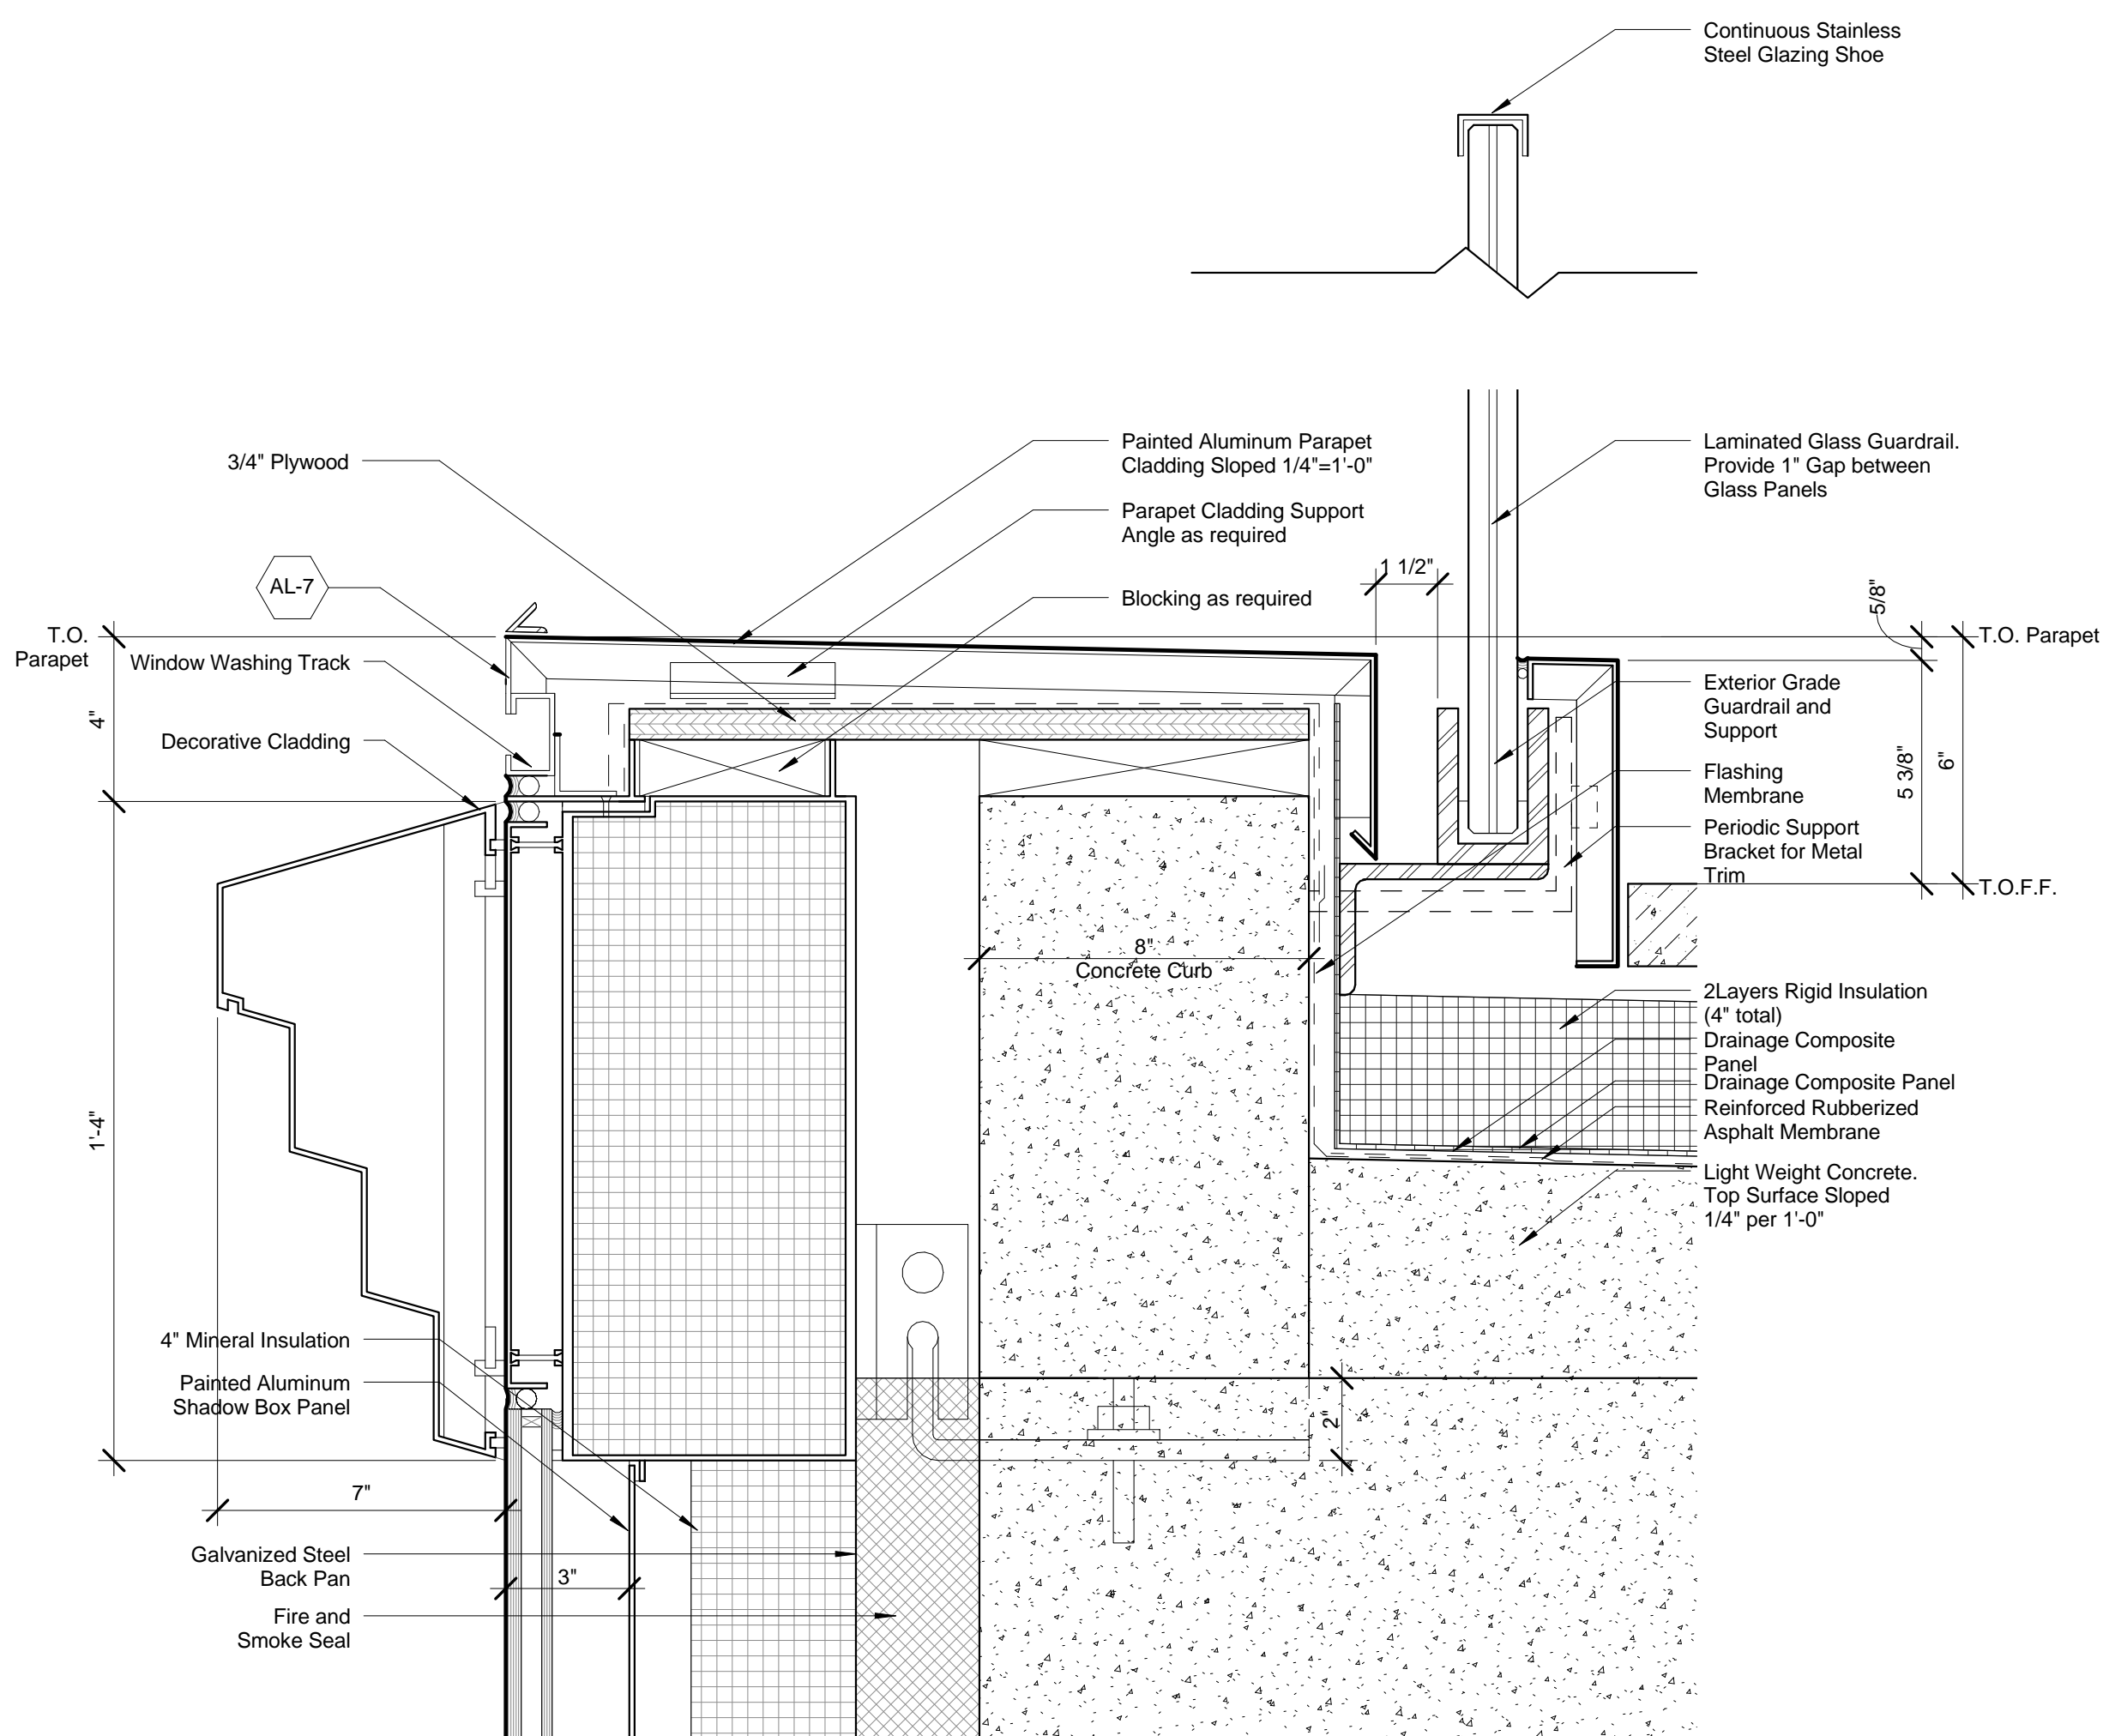 Continuous Stainless
Steel Glazing Shoe
3/4" Plywood
Painted Aluminum Parapet
Cladding Sloped 1/4"=1'-0"
Laminated Glass Guardrail.
Provide 1" Gap between
Glass Panels
Parapet Cladding Support
Angle as required
AL-7
1 1/2"
Blocking as required
5/8"
T.O.
Parapet
T.O. Parapet
Window Washing Track
Exterior Grade
Guardrail and
Support
4"
Decorative Cladding
5 3/8"
6"
Flashing
Membrane
Periodic Support
Bracket for Metal
Trim
T.O.F.F.
8"
Concrete Curb
2Layers Rigid Insulation
(4" total)
Drainage Composite
Panel
Drainage Composite Panel
Reinforced Rubberized
Asphalt Membrane
1'-4"
Light Weight Concrete.
Top Surface Sloped
1/4" per 1'-0"
4" Mineral Insulation
Painted Aluminum
Shadow Box Panel
2"
7"
Galvanized Steel
Back Pan
3"
Fire and
Smoke Seal